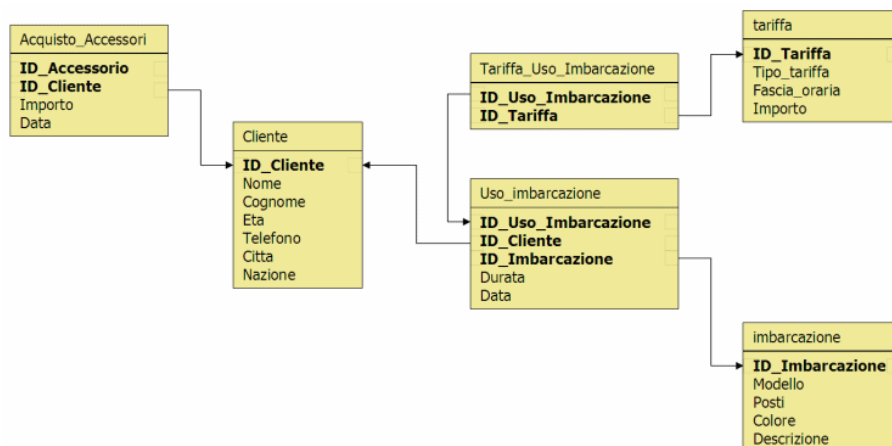 Acquisto_Accessori
ID_Accessorio
ID_Cliente
Importo
Data
Cliente
ID_Cliente
Nome
Cognome
Eta
Telefono
Citta
Nazione
Tariffa_Uso_Imbarcazione
ID_Uso_Imbarcazione
ID_Tariffa
Uso_imbarcazione
ID_Uso_Imbarcazione
ID_Cliente
ID_Imbarcazione
Durata
Data
tariffa
ID_Tariffa
Tipo_tariffa
Fascia_oraria
Importo
imbarcazione
ID_Imbarcazione
Modello
Posti
Colore
Descrizione